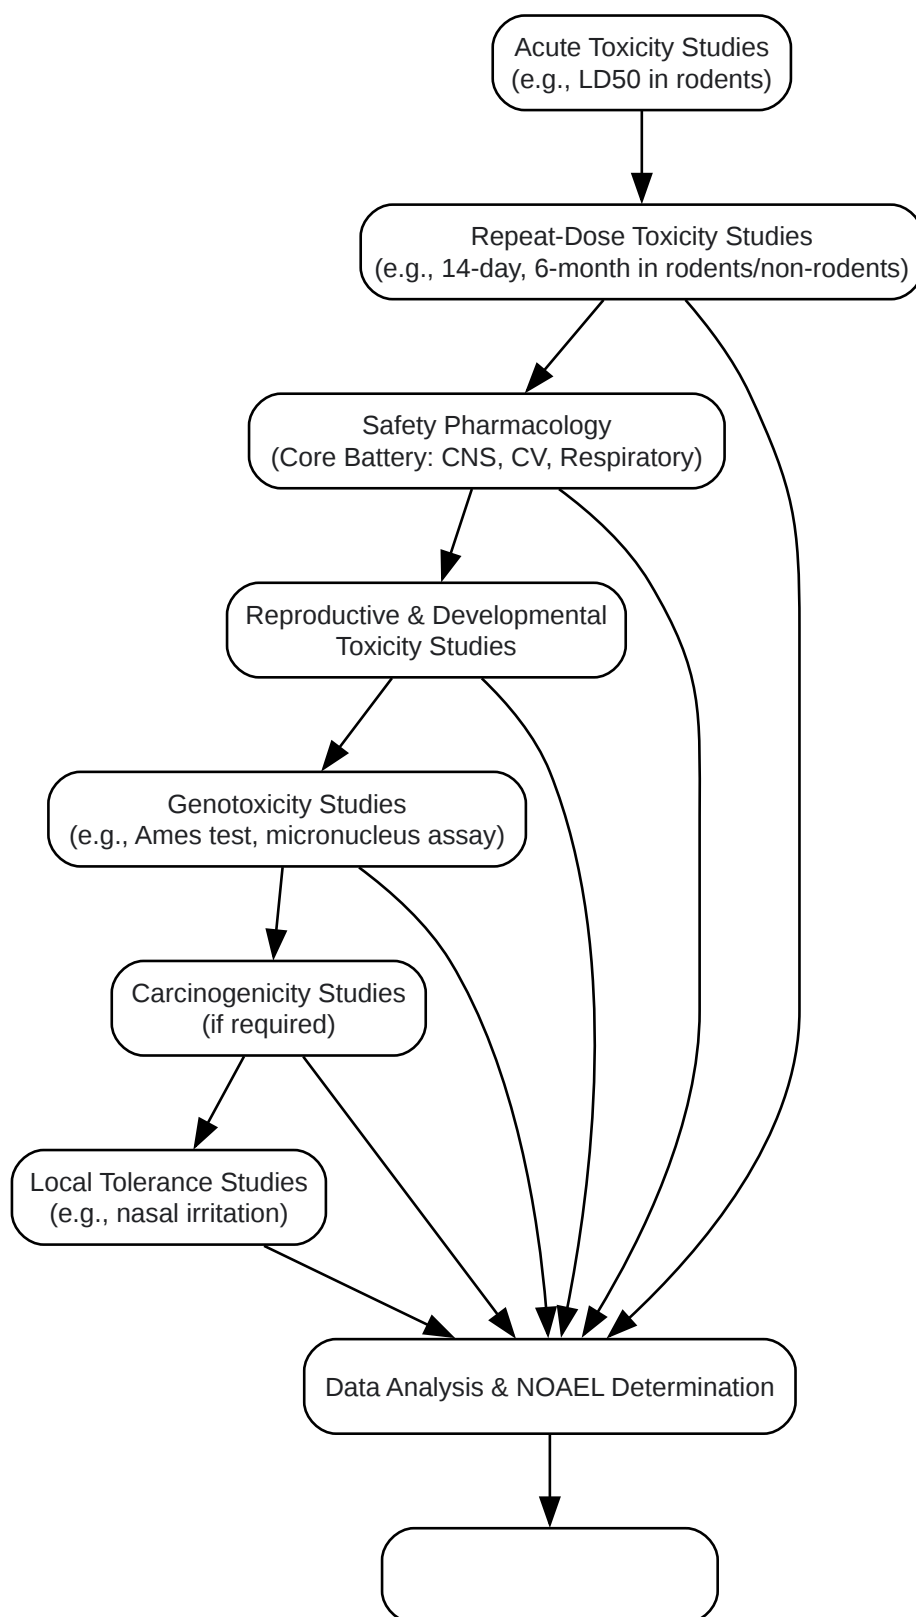 Acute Toxicity Studies
(e.g., LD50 in rodents)
Repeat-Dose Toxicity Studies
(e.g., 14-day, 6-month in rodents/non-rodents)
Safety Pharmacology
(Core Battery: CNS, CV, Respiratory)
Reproductive & Developmental
Toxicity Studies
Genotoxicity Studies
(e.g., Ames test, micronucleus assay)
Carcinogenicity Studies
(if required)
Local Tolerance Studies
(e.g., nasal irritation)
Data Analysis & NOAEL Determination